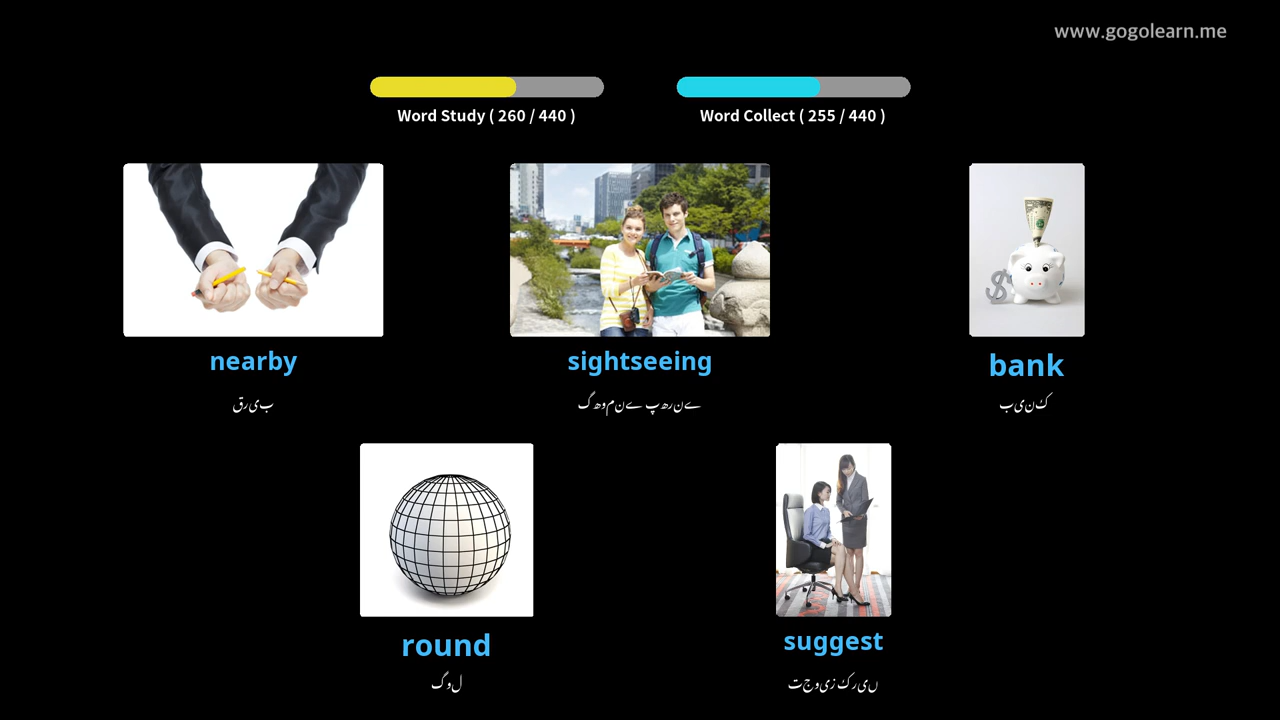 www.gogolearn.me
Word Study ( 260 / 440 )
Word Collect ( 255 / 440 )
nearby
sightseeing
bank
قریب
گھومنے پھرنے
بینک
round
suggest
گول
تجویز کریں